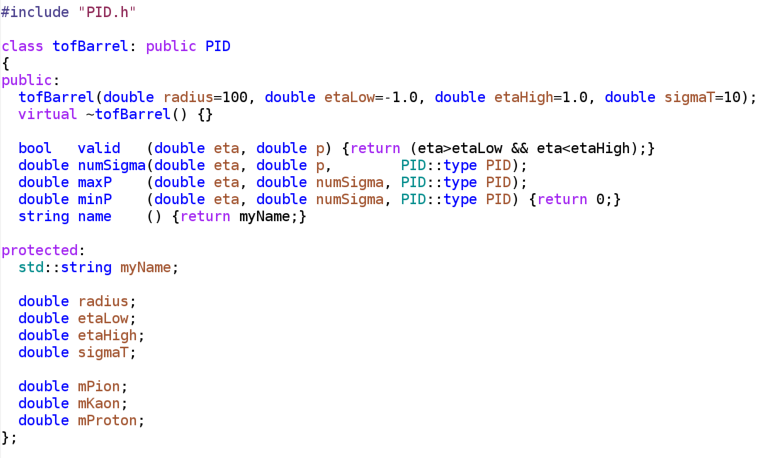 #include "PID.h"

class tofBarrel: public PID
{
public:
  tofBarrel(double radius=100, double etaLow=-1.0, double etaHigh=1.0, double sigmaT=10);
  virtual ~tofBarrel() {}

  bool   valid   (double eta, double p) {return (eta>etaLow && eta<etaHigh);}
  double numSigma(double eta, double p,        PID::type PID);
  double maxP    (double eta, double numSigma, PID::type PID);
  double minP    (double eta, double numSigma, PID::type PID) {return 0;}
  string name    () {return myName;}

protected:
  std::string myName;

  double radius;
  double etaLow;
  double etaHigh;
  double sigmaT;

  double mPion;
  double mKaon;
  double mProton;
};